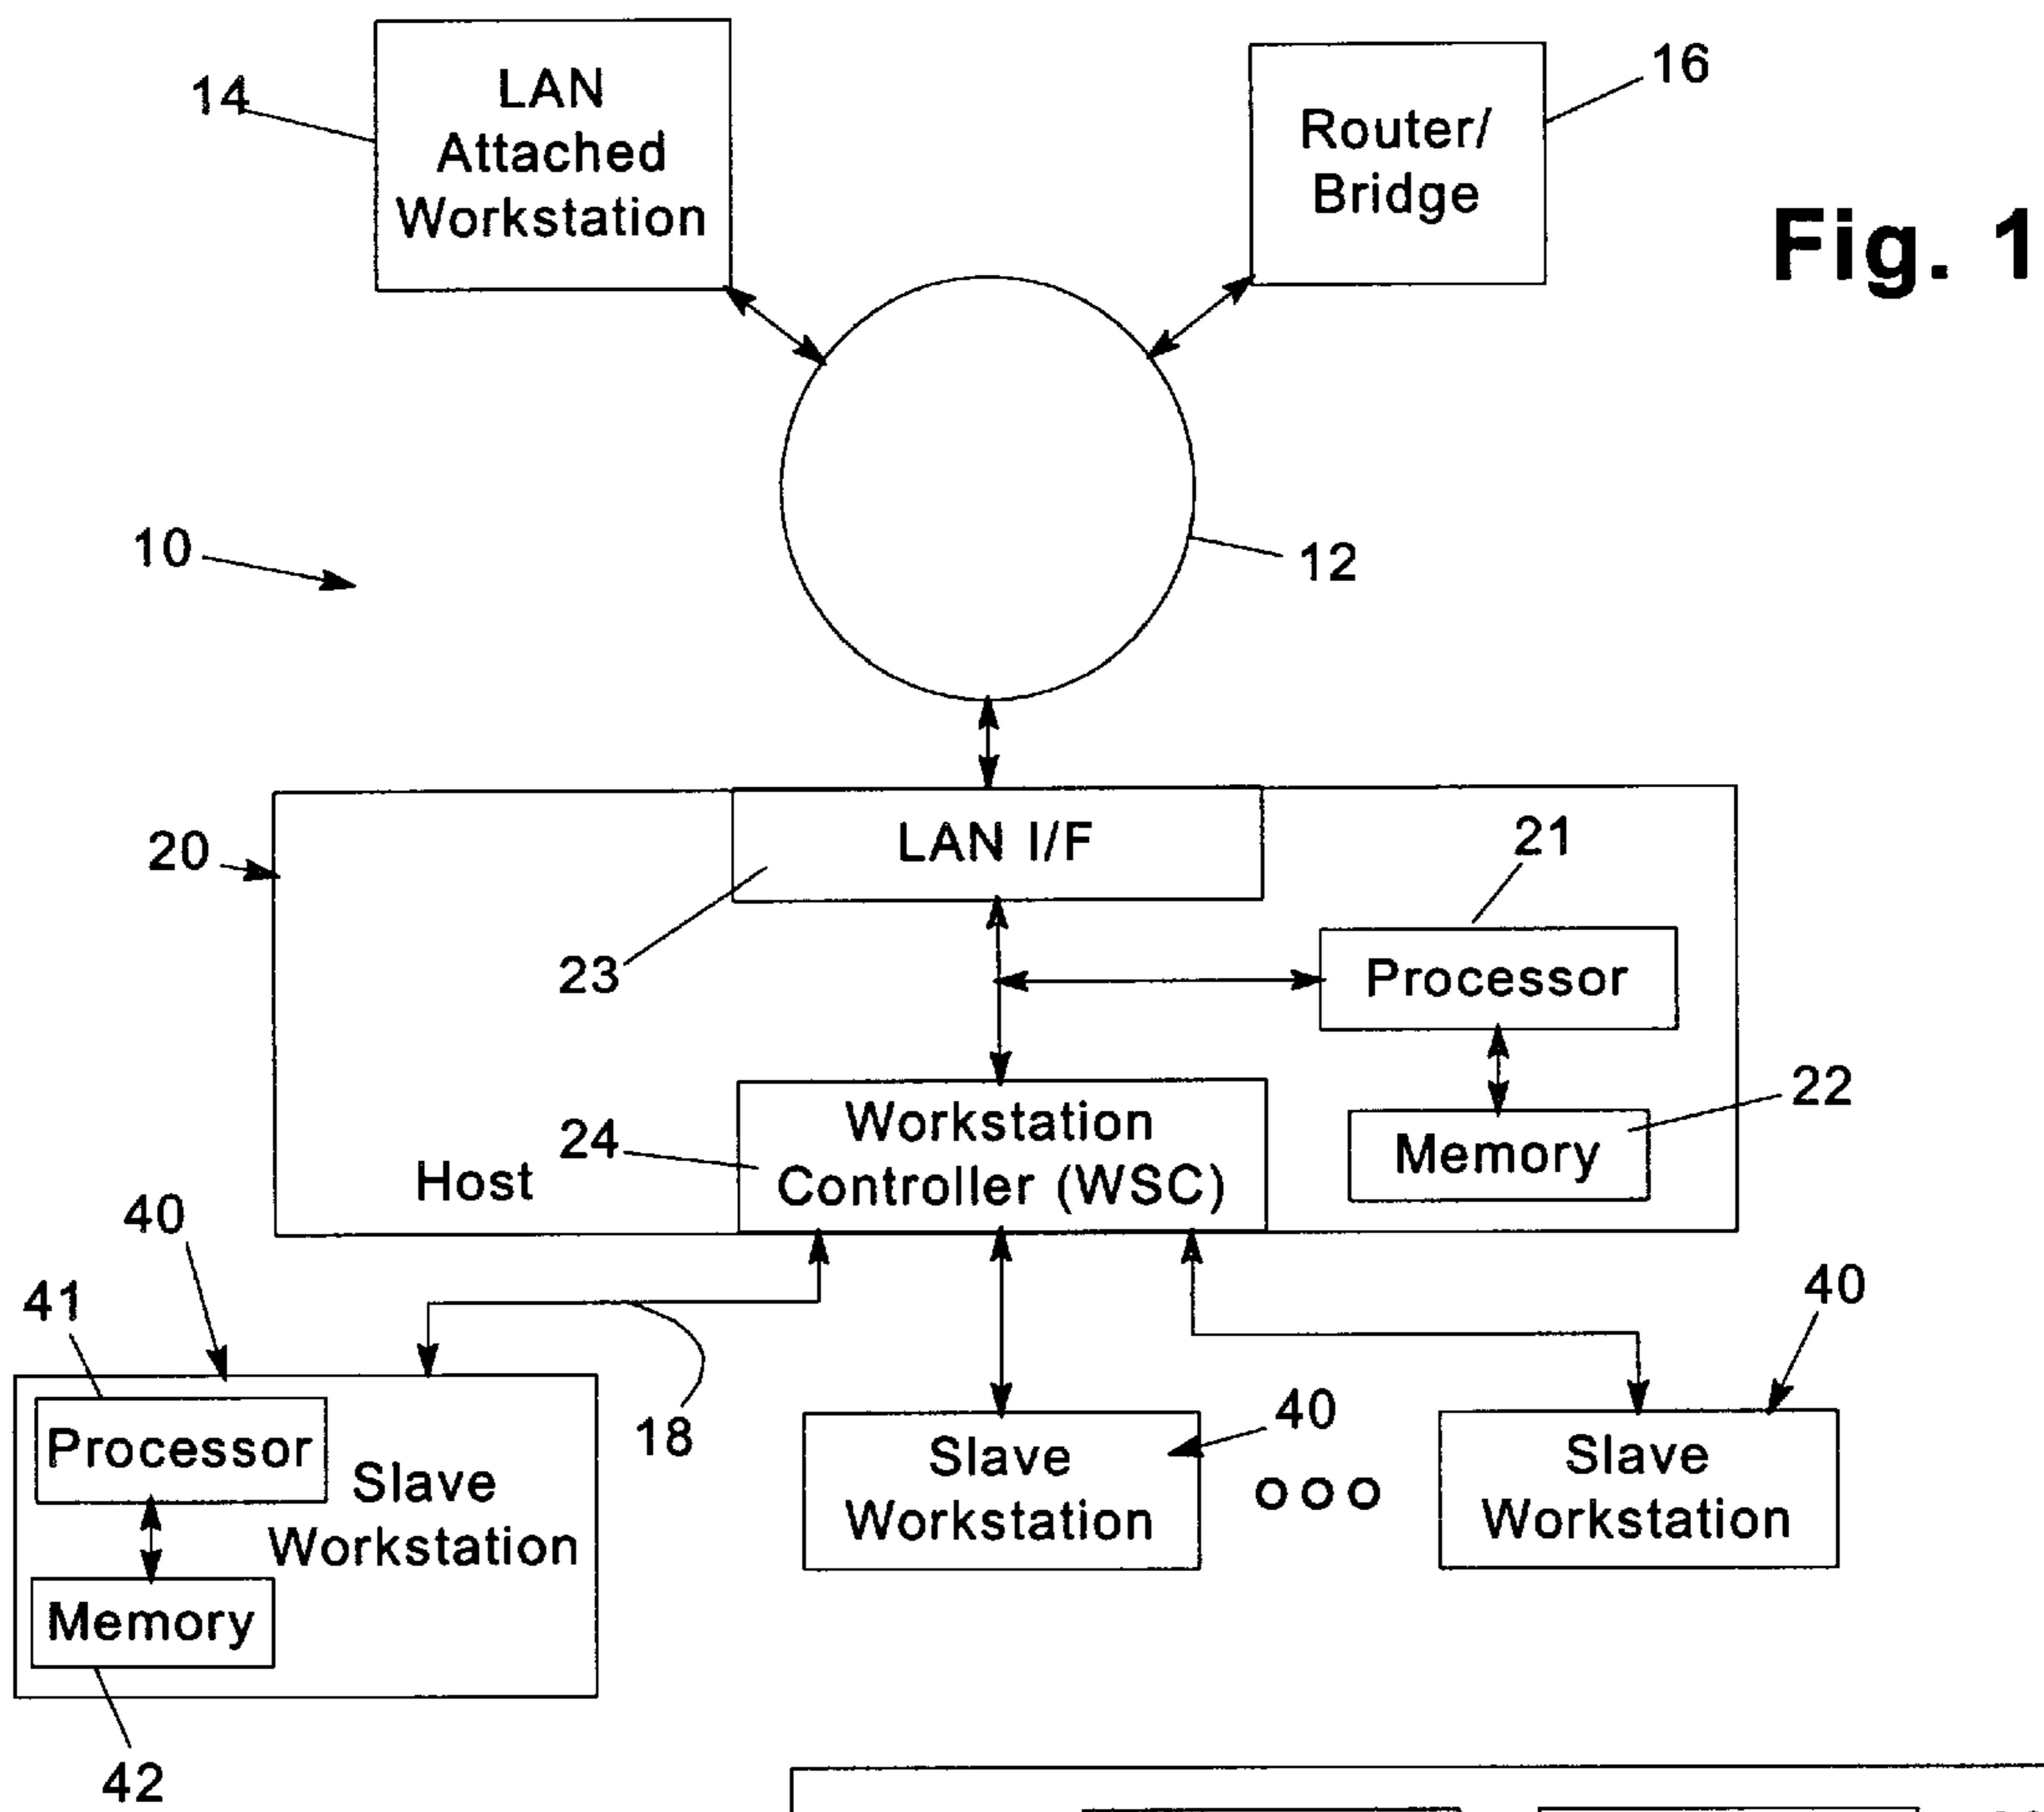 14
LAN
Attached
Workstation
Router/
Bridge
16
Fig. 1
10
12
20
LAN I/F
21
23
Processor
22
24
Workstation
Controller (WSC)
Memory
Host
40
41
40
Processor
Slave
Workstation
18
Slave
Workstation
40
Slave
Workstation
Memory
42